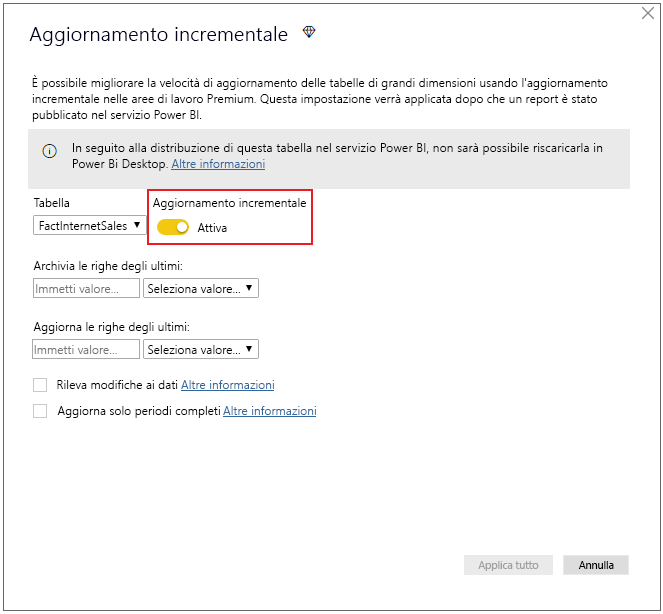 Aggiornamento incrementale
È possibile migliorare la velocità di aggiornamento delle tabelle di grandi dimensioni usando l'aggiornamento
incrementale nelle aree di lavoro Premium. Questa impostazione verrà applicata dopo che un report è stato
pubblicato nel servizio Power BI.
In seguito alla distribuzione di questa tabella nel servizio Power BI, non sarà possibile riscaricarla in
Power Bi Desktop. Altre informazioni
Tabella Aggiornamento incrementale
FactInternetSales Attiva
Archivia le righe degli ultimi:
Immetti valore... Seleziona valore...
Aggiorna le righe degli ultimi:
Immetti valore... Seleziona valore...
Rileva modifiche ai dati Altre informazioni
Aggiorna solo periodi completi Altre informazioni
Applica tutto Annulla